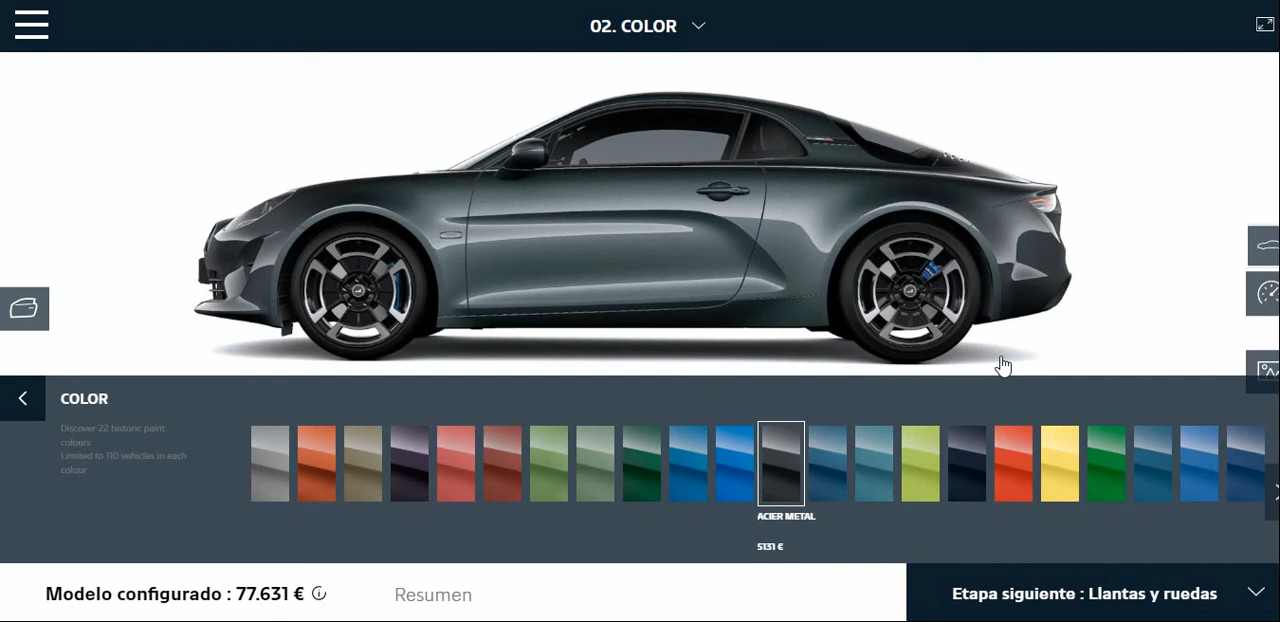 02. COLOR
COLOR
Discover 22 historic paint
colours
Limited to 110 vehicles in each
colour
ACIER METAL
5131 €
Modelo configurado : 77.631 €
Resumen
Etapa siguiente : Llantas y ruedas